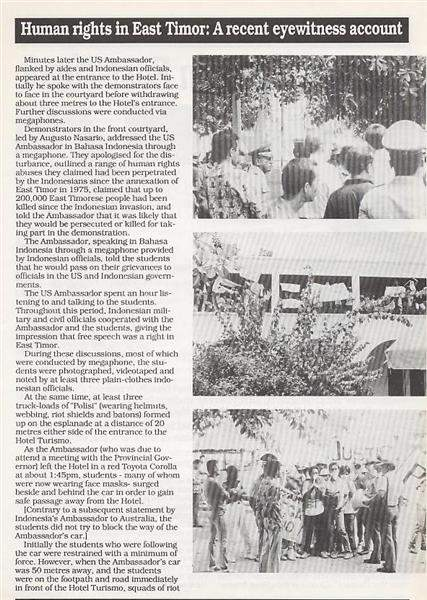 Human rights in East Timor: A recent eyewitness account
Minutes later the US Ambassador,
flanked by aides and Indonesian officials,
appeared at the entrance to the Hotel. Ini-
tially he spoke with the demonstrators face
to face in the courtyard before withdrawing
about three metres to the Hotel's entrance.
Further discussions were conducted via
megaphones.
Demonstrators in the front courtyard,
led by Augusto Nasario, addressed the US
Ambassador in Bahasa Indonesia through
a megaphone. They apologised for the dis-
turbance, outlined a range of human rights
abuses they claimed had been perpetrated
by the Indonesians since the annexation of
East Timor in 1975, claimed that up to
200,000 East Timorese people had been
killed since the Indonesian invasion, and
told the Ambassador that it was likely that
they would be persecuted or killed for tak-
ing part in the demonstration.
The Ambassador, speaking in Bahasa
Indonesia through a megaphone provided
by Indonesian officials, told the students
that he would pass on their grievances to
officials in the US and Indonesian govern-
ments.
The US Ambassador spent an hour lis-
tening to and talking to the students.
Throughout this period, Indonesian mili-
tary and civil officials cooperated with the
Ambassador and the students, giving the
impression that free speech was a right in
East Timor.
During these discussions, most of which
were conducted by megaphone, the stu-
dents were photographed, videotaped and
noted by at least three plain-clothes indo-
nesian officials.
At the same time, at least three
truck-loads of "Polisi" (wearing helmuts,
webbing, riot shields and batons) formed
up on the esplanade at a distance of 20
metres either side of the entrance to the
Hotel Turismo.
As the Ambassador (who was due to
attend a meeting with the Provincial Gover-
nor) left the Hotel in a red Toyota Corolla
at about 1:45pm, students - many of whom
were now wearing face masks- surged
beside and behind the car in order to gain
safe passage away from the Hotel.
[Contrary to a subsequent statement by
Indonesia's Ambassador to Australia, the
students did not try to block the way of the
Ambassador's car.]
Initially the students who were following
the car were restrained with a minimum of
force. However, when the Ambassador's car
was 50 metres away, and the students
were on the footpath and road immediately
in front of the Hotel Turismo, squads of riot